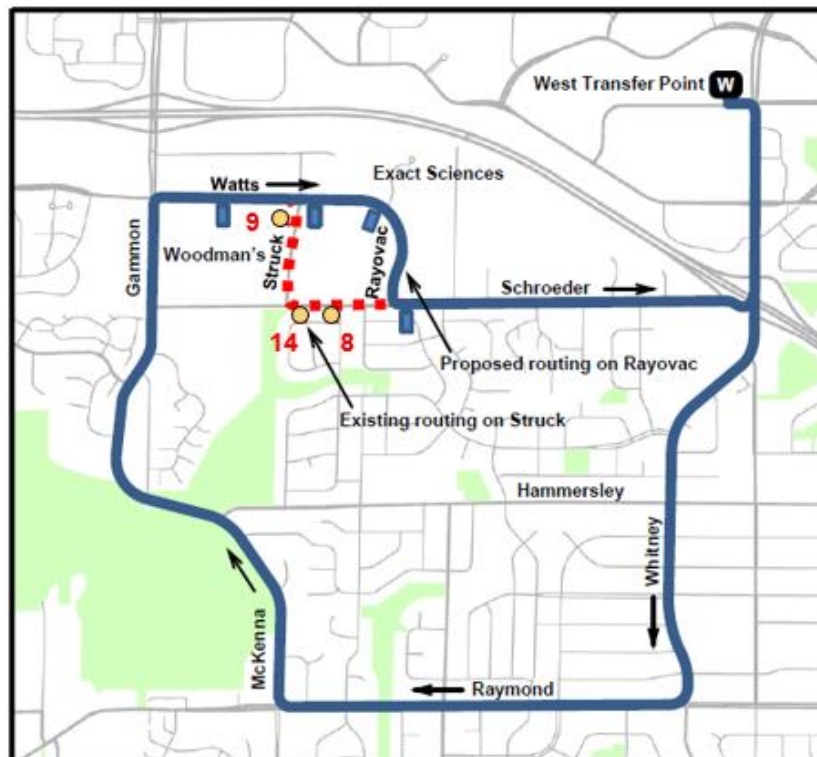 West Transfer Point W
Exact Sciences
Watts
9
Woodman's
Struck
Rayovac
Gammon
Schroeder
14
8
Proposed routing on Rayovac
Existing routing on Struck
Hammersley
Whitney
McKenna
Raymond